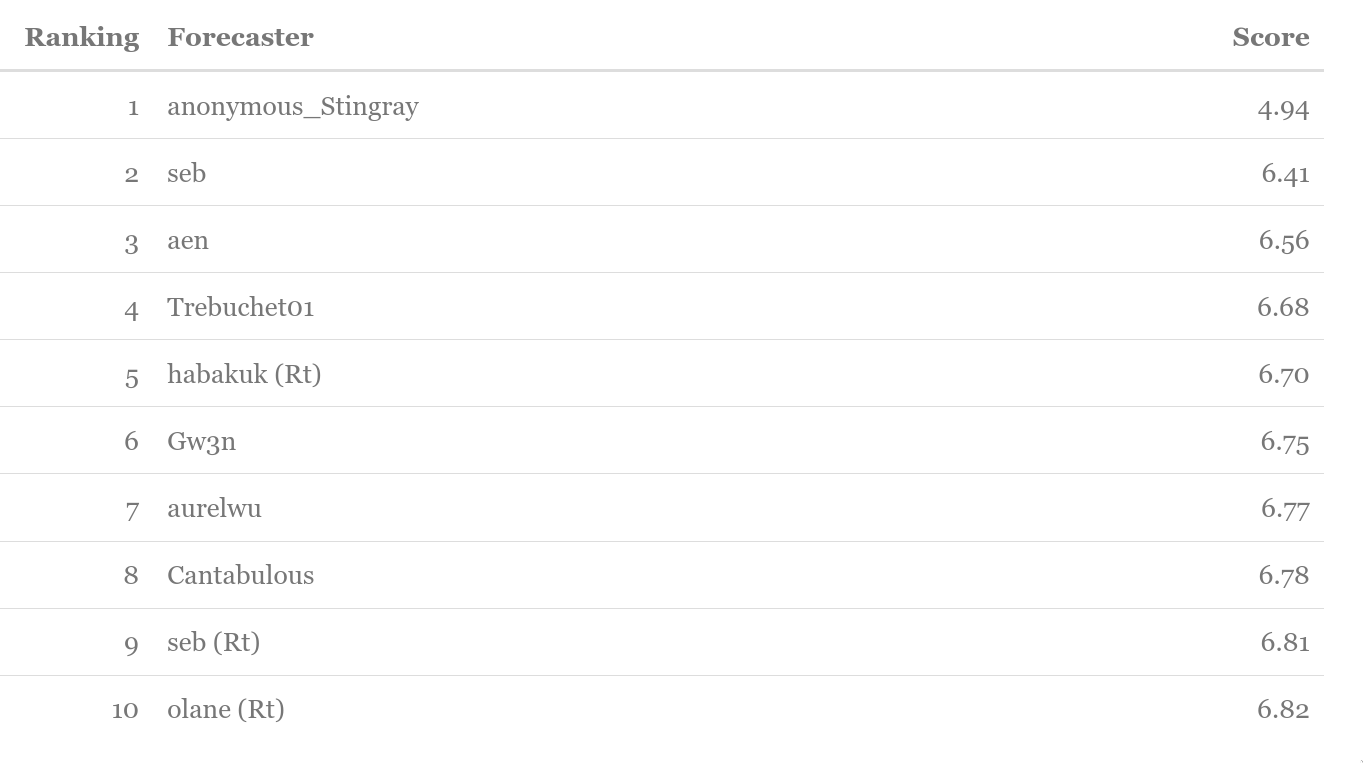 Ranking Forecaster Score
1 anonymous_Stingray 4.94
2 seb 6.41
3 aen 6.56
4 Trebuchet01 6.68
5 habakuk (Rt) 6.70
6 Gw3n 6.75
7 aurelwu 6.77
8 Cantabulous 6.78
9 seb (Rt) 6.81
10 olane (Rt) 6.82